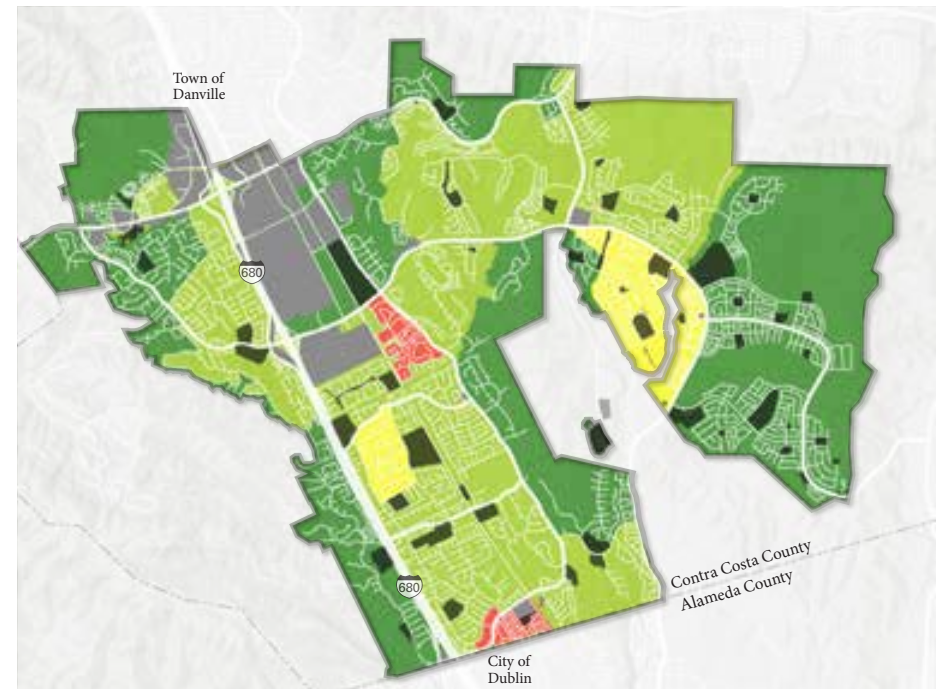 Town of
Danville
680
680
Contra Costa County
Alameda County
City of
Dublin